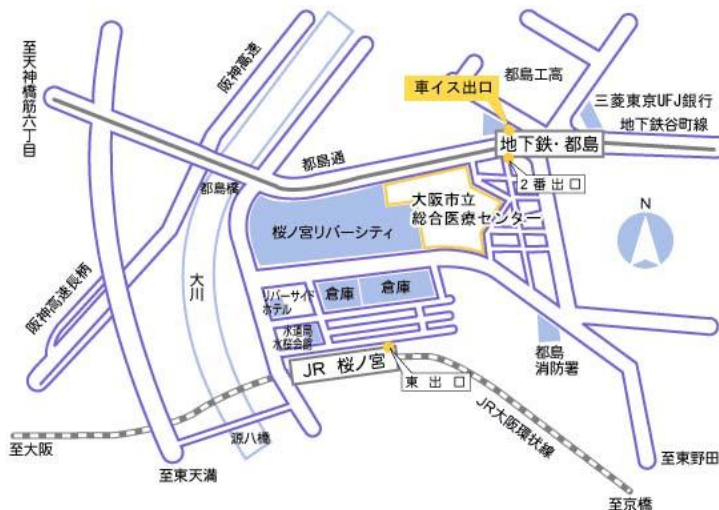 至天神橋筋六丁目
阪神高速
都島工高
車イス出口
三菱東京UFJ銀行
地下鉄谷町線
地下鉄・都島
都島通
2番出口
都島橋
大阪市立
総合医療センター
桜ノ宮リバーシティ
N
大川
阪神高速長柄
リバーサイド
ホテル
倉庫
倉庫
水道局
水桜会館
都島
消防署
JR 桜ノ宮
東出口
JR大阪環状線
源八橋
至大阪
至東天満
至東野田
至京橋